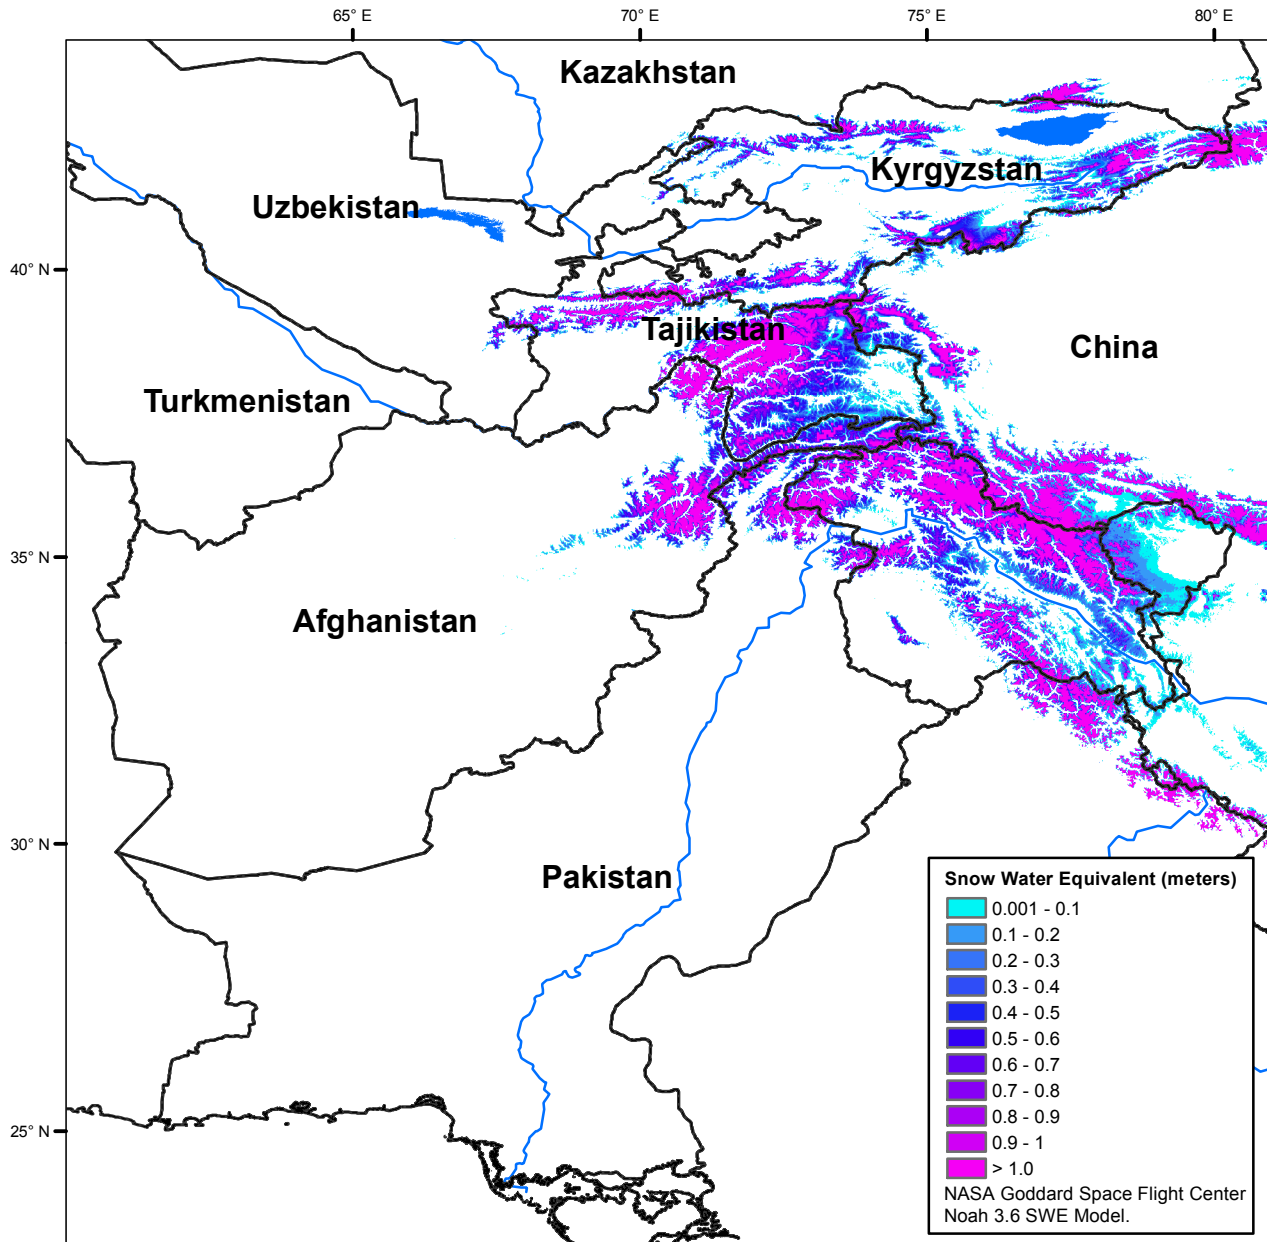 65° E
70° E
75° E
80° E
Kazakhstan
Kyrgyzstan
Uzbekistan
40° N
Tajikistan
China
Turkmenistan
35° N
Afghanistan
30° N
Pakistan
25° N
Snow Water Equivalent (meters)
0.001 - 0.1
0.1 - 0.2
0.2 - 0.3
0.3 - 0.4
0.4 - 0.5
0.5 - 0.6
0.6 - 0.7
0.7 - 0.8
0.8 - 0.9
0.9 - 1
> 1.0
NASA Goddard Space Flight Center
Noah 3.6 SWE Model.